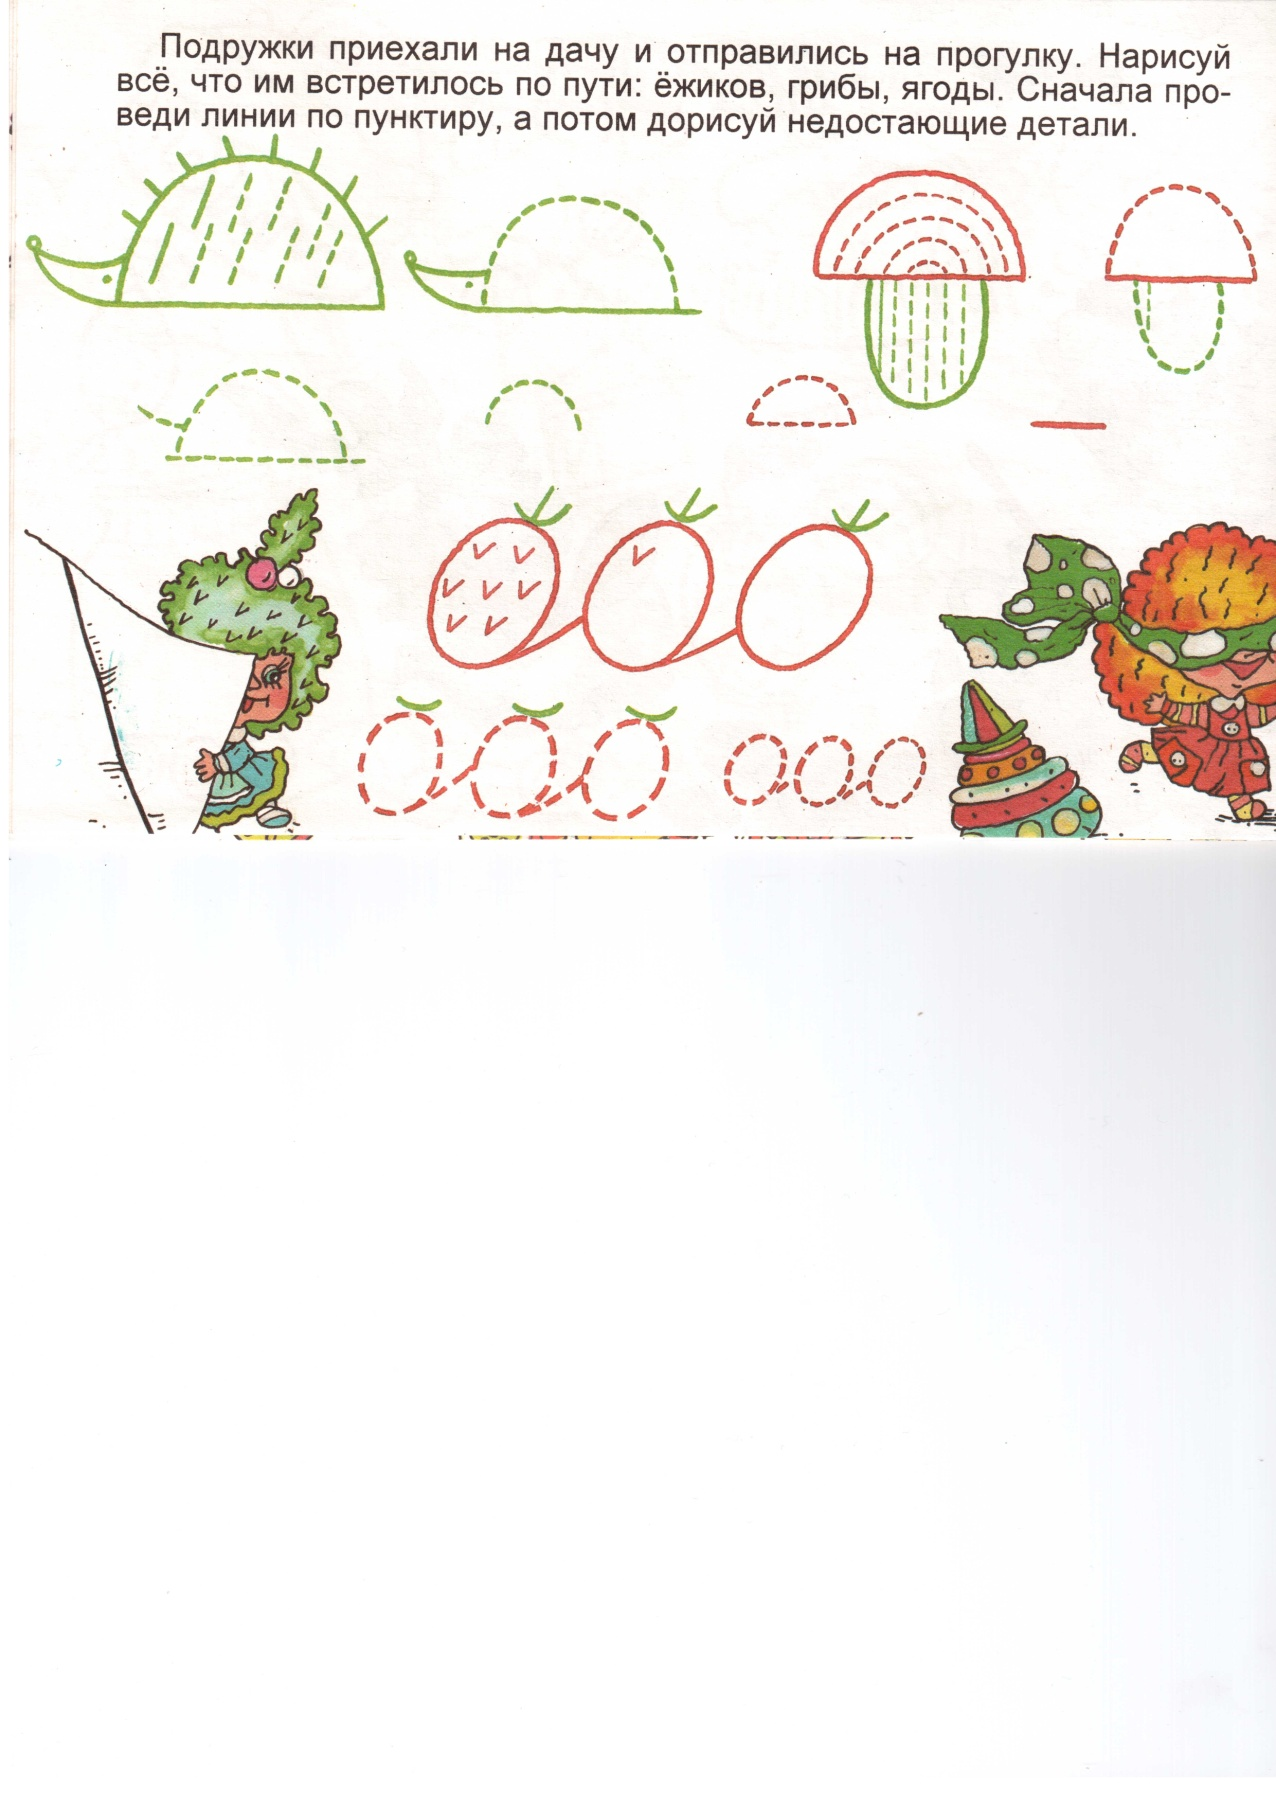 Подружки приехали на дачу и отправились на прогулку. Нарисуй
всё, что им встретилось по пути: ёжиков, грибы, ягоды. Сначала про-
веди линии по пунктиру, а потом дорисуй недостающие детали.